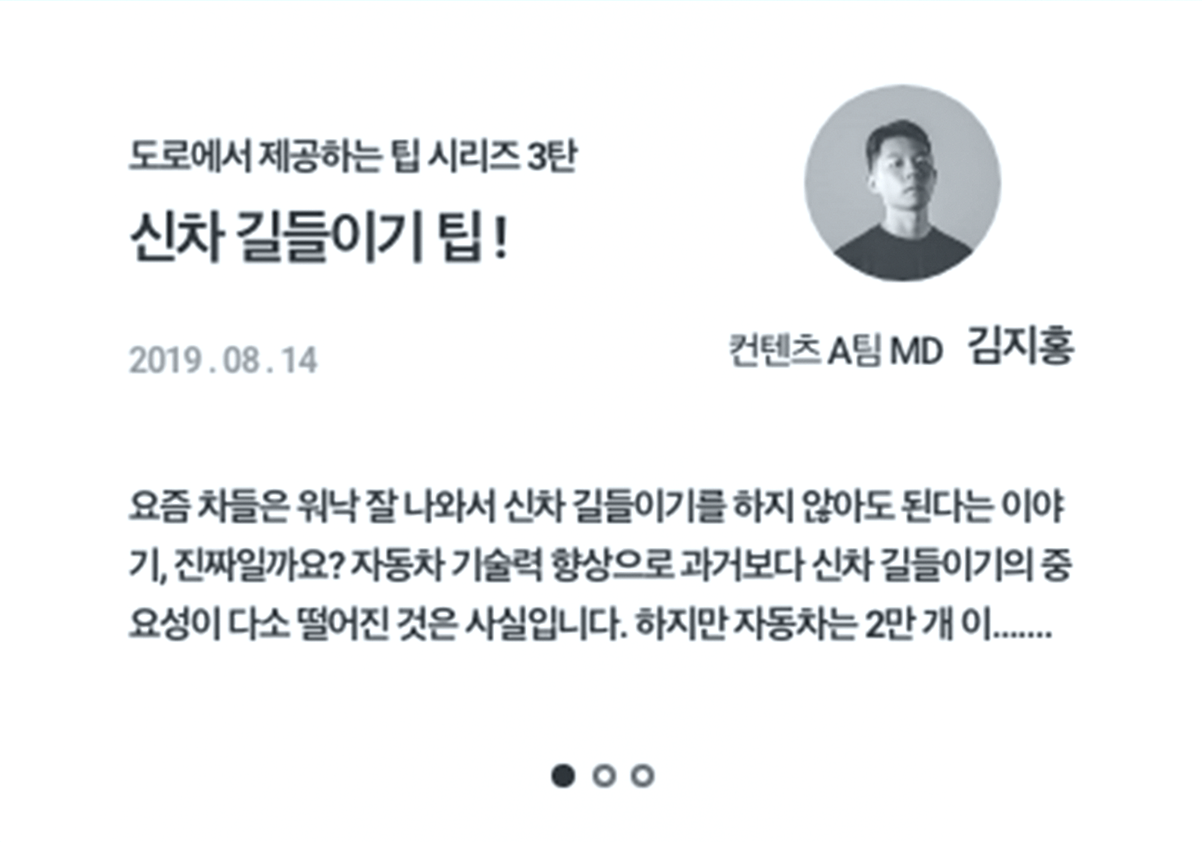 도로에서 제공하는 팁 시리즈 3탄
신차 길들이기 팁 !
2019 . 08 . 14
컨텐츠 A팀 MD 김지홍
요즘 차들은 워낙 잘 나와서 신차 길들이기를 하지 않아도 된다는 이야
기, 진짜일까요? 자동차 기술력 향상으로 과거보다 신차 길들이기의 중
요성이 다소 떨어진 것은 사실입니다. 하지만 자동차는 2만 개 이.......